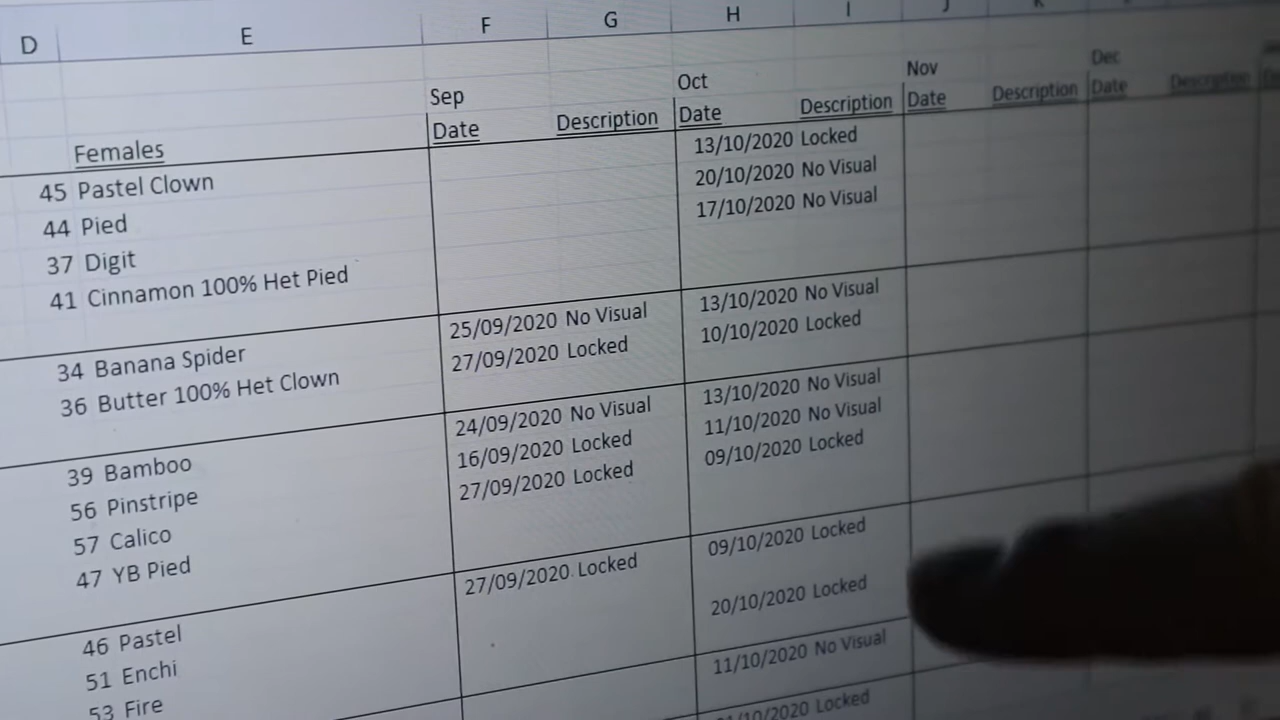 D E F G H I J K
Sep Oct Nov Dec
Females Date Description Date Description Date Description Date Description
45 Pastel Clown 13/10/2020 Locked
44 Pied 20/10/2020 No Visual
37 Digit 17/10/2020 No Visual
41 Cinnamon 100% Het Pied
34 Banana Spider 25/09/2020 No Visual 13/10/2020 No Visual
36 Butter 100% Het Clown 27/09/2020 Locked 10/10/2020 Locked
39 Bamboo 24/09/2020 No Visual 13/10/2020 No Visual
56 Pinstripe 16/09/2020 Locked 11/10/2020 No Visual
57 Calico 27/09/2020 Locked 09/10/2020 Locked
47 YB Pied
46 Pastel 27/09/2020 Locked 09/10/2020 Locked
51 Enchi
53 Fire 20/10/2020 Locked
11/10/2020 No Visual
Locked